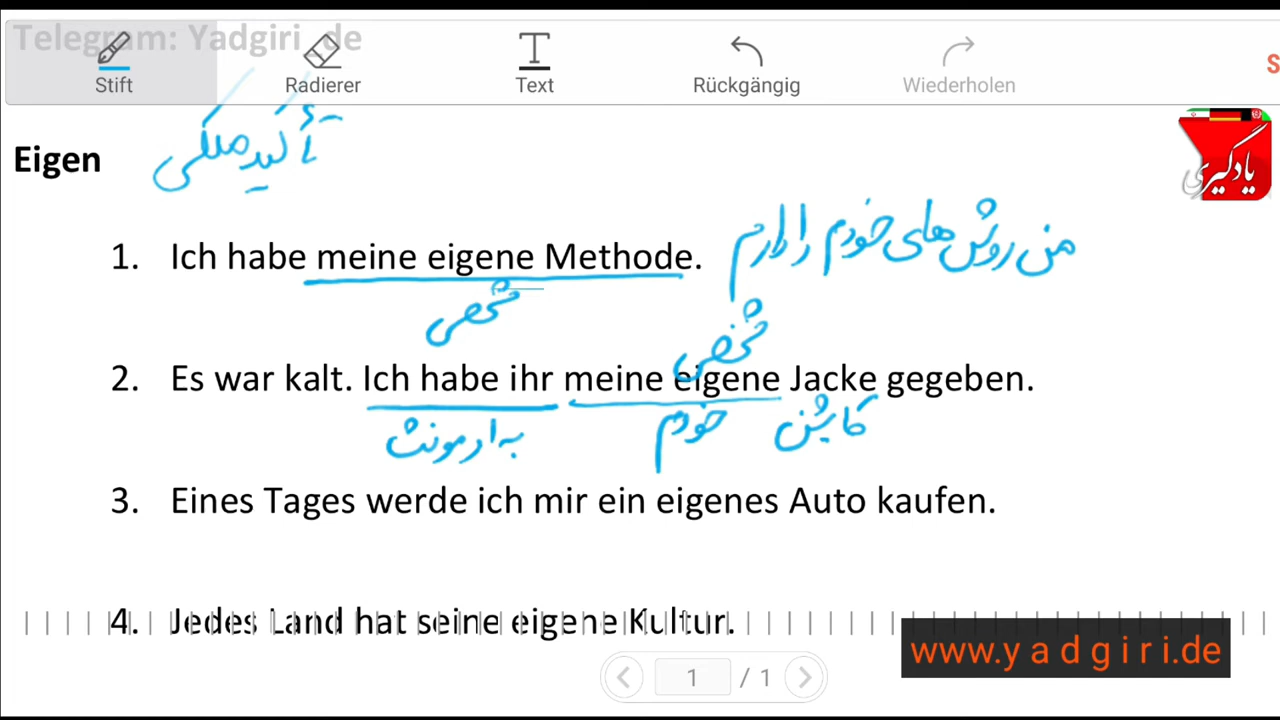 Telegram: Yadgiri_de
Stift Radierer Text Rückgängig Wiederholen S
یادگیری
Eigen تأکید ملکی
1. Ich habe meine eigene Methode. من روش های خودم را دارم
شخصی
شخصی
2. Es war kalt. Ich habe ihr meine eigene Jacke gegeben.
به او مونث خودم کاپشن
3. Eines Tages werde ich mir ein eigenes Auto kaufen.
4. Jedes Land hat seine eigene Kultur.
www.yadgiri.de
1 / 1